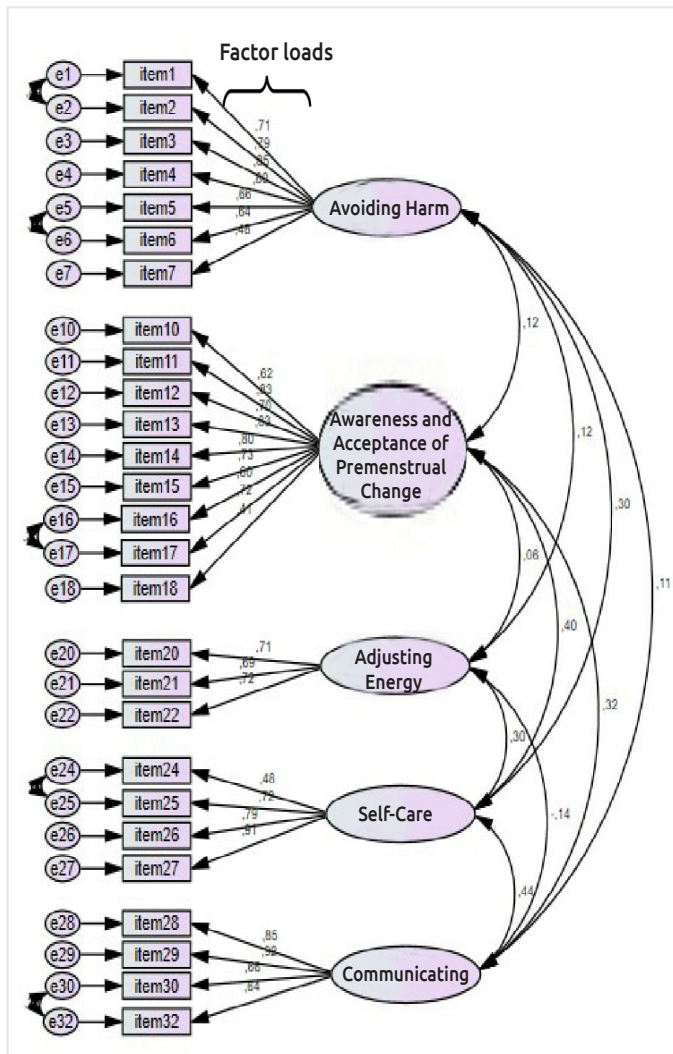 Factor loads
e1 item1
e2 item2
e3 item3
e4 item4
e5 item5
e6 item6
e7 item7
,71
,79
,66
,64
Avoiding Harm
e10 item10
e11 item11
e12 item12
e13 item13
e14 item14
e15 item15
e16 item16
e17 item17
e18 item18
,62
,80
,73
,72
,41
Awareness and
Acceptance of
Premenstrual
Change
e20 item20
e21 item21
e22 item22
,71
,69
,72
Adjusting
Energy
e24 item24
e25 item25
e26 item26
e27 item27
,48
,72
,79
,91
Self-Care
e28 item28
e29 item29
e30 item30
e32 item32
,85
,92
Communicating
,12
,12
,30
,11
,06
,40
,32
,30
-,14
,44